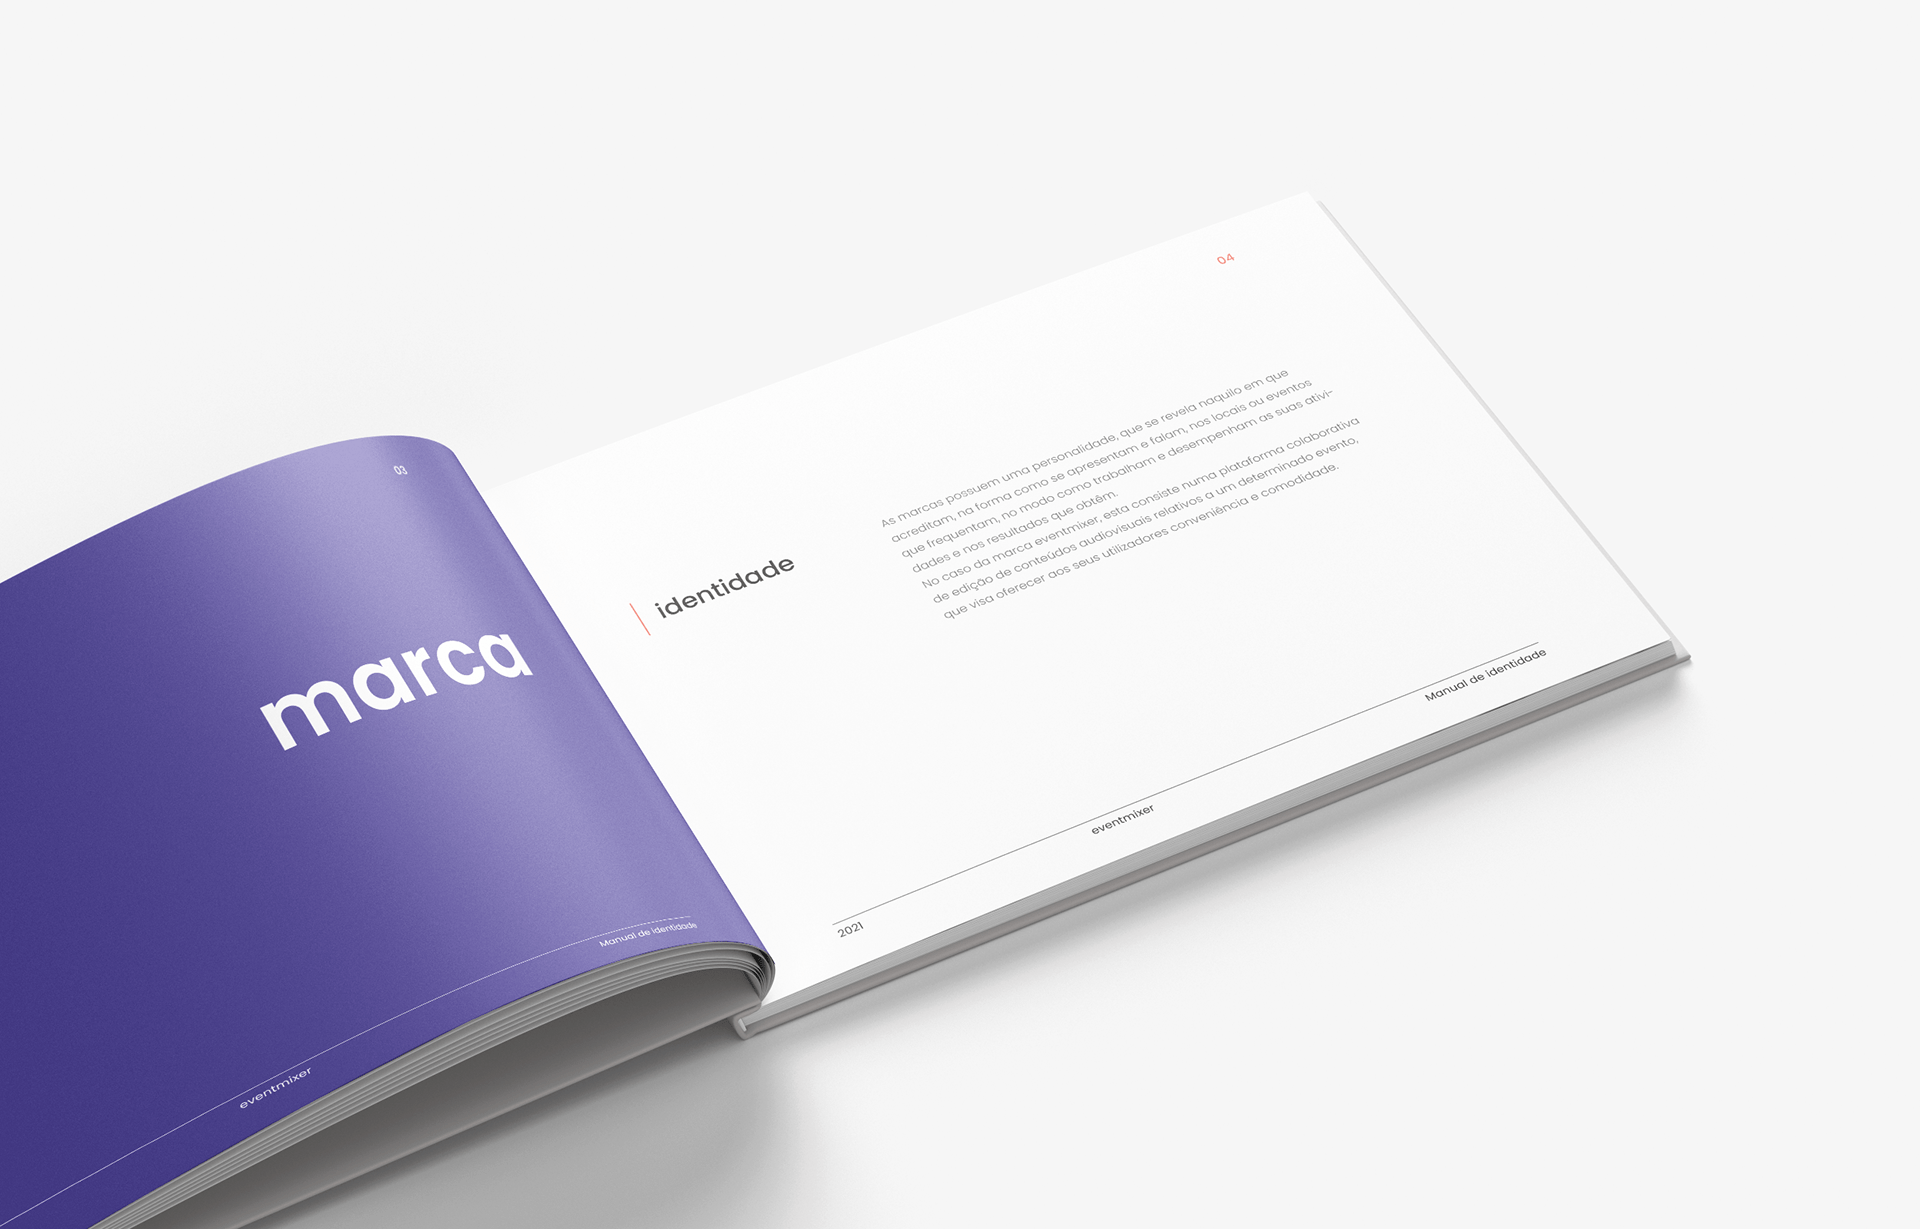 03
marca
Manual de identidade
eventmixer
04
identidade
As marcas possuem uma personalidade, que se revela naquilo em que
acreditam, na forma como se apresentam e falam, nos locais ou eventos
que frequentam, no modo como trabalham e desempenham as suas ativi-
dades e nos resultados que obtêm.
No caso da marca eventmixer, esta consiste numa plataforma colaborativa
de edição de conteúdos audiovisuais relativos a um determinado evento,
que visa oferecer aos seus utilizadores conveniência e comodidade.
2021
eventmixer
Manual de identidade